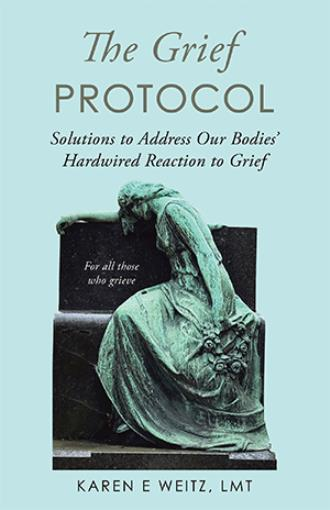 The Grief
PROTOCOL
Solutions to Address Our Bodies'
Hardwired Reaction to Grief
For all those
who grieve
KAREN E WEITZ, LMT